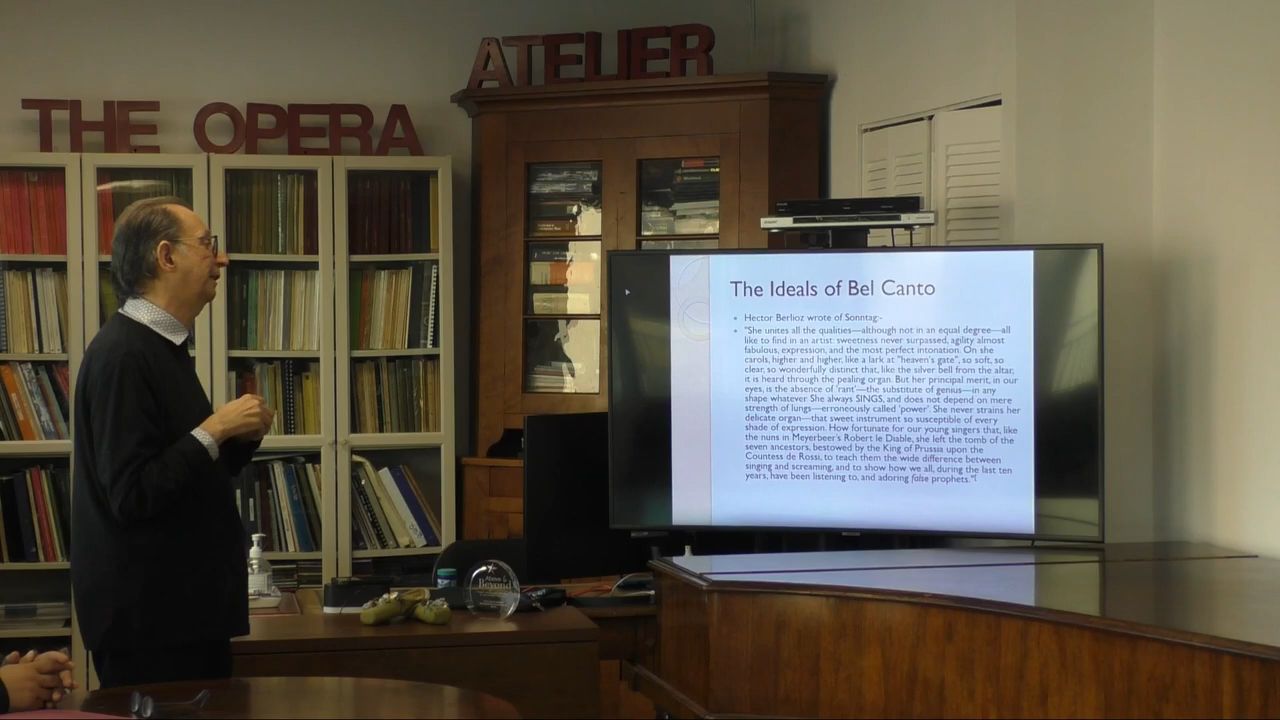 ATELIER
THE OPERA
The Ideals of Bel Canto
• Hector Berlioz wrote of Sonntag:-
• "She unites all the qualities—although not in an equal degree—all
like to find in an artist: sweetness never surpassed, agility almost
fabulous, expression, and the most perfect intonation. On she
carols, higher and higher, like a lark at "heaven's gate", so soft, so
clear, so wonderfully distinct that, like the silver bell from the altar,
it is heard through the pealing organ. But her principal merit, in our
eyes, is the absence of 'rant'—the substitute of genius—in any
shape whatever. She always SINGS, and does not depend on mere
strength of lungs—erroneously called 'power'. She never strains her
delicate organ—that sweet instrument so susceptible of every
shade of expression. How fortunate for our young singers that, like
the nuns in Meyerbeer's Robert le Diable, she left the tomb of the
seven ancestors, bestowed by the King of Prussia upon the
Countess de Rossi, to teach them the wide difference between
singing and screaming, and to show how we all, during the last ten
years, have been listening to, and adoring false prophets."
Above &
Beyond